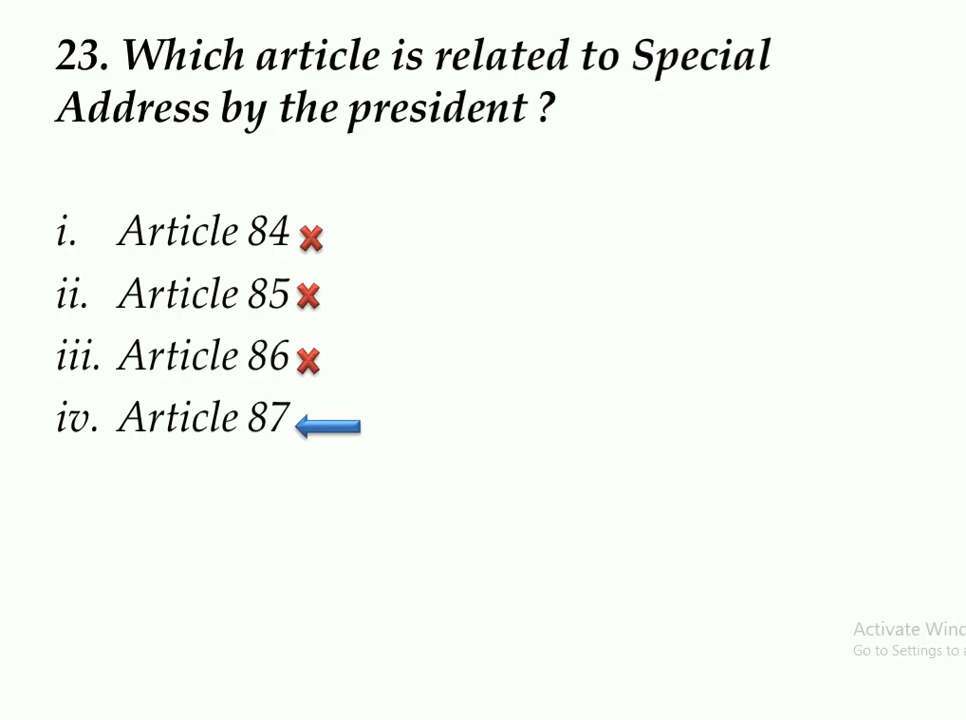 23. Which article is related to Special
Address by the president ?
i. Article 84
ii. Article 85
iii. Article 86
iv. Article 87
Activate Winc
Go to Settings to